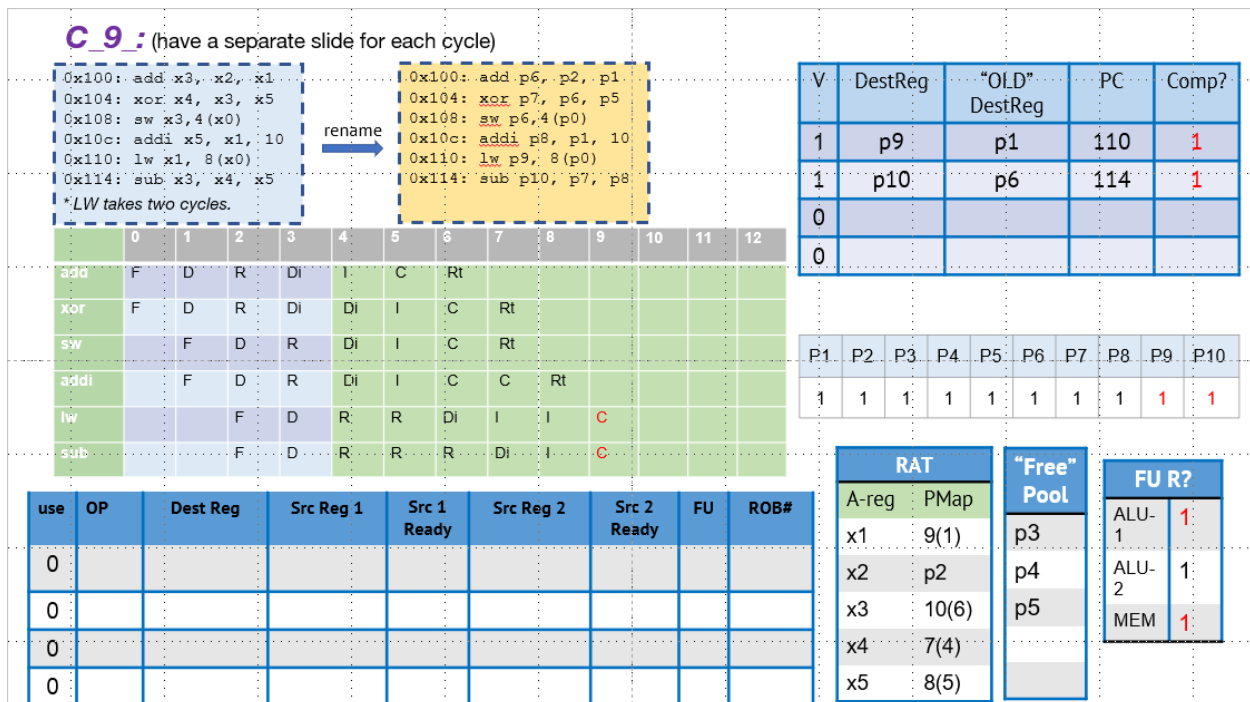 C_9_: (have a separate slide for each cycle)
0x100: add x3, x2, x1
0x104: xor x4, x3, x5
0x108: sw x3,4(x0)
0x10c: addi x5, x1, 10
0x110: lw x1, 8(x0)
0x114: sub x3, x4, x5
*LW takes two cycles.
rename
0x100: add p6, p2, p1
0x104: xor p7, p6, p5
0x108: sw p6,4(p0)
0x10c: addi p8, p1, 10
0x110: lw p9, 8(p0)
0x114: sub p10, p7, p8
V DestReg "OLD" DestReg PC Comp?
1 p9 p1 110 1
1 p10 p6 114 1
0
0
0 1 2 3 4 5 6 7 8 9 10 11 12
add F D R Di I C Rt
xor F D R Di Di I C Rt
sw F D R Di I C Rt
addi F D R Di I C C Rt
lw F D R R Di I I C
sub F D R R R Di I C
P1 P2 P3 P4 P5 P6 P7 P8 P9 P10
1 1 1 1 1 1 1 1 1 1
use OP Dest Reg Src Reg 1 Src 1 Ready Src Reg 2 Src 2 Ready FU ROB#
0
0
0
0
RAT
A-reg PMap
x1 9(1)
x2 p2
x3 10(6)
x4 7(4)
x5 8(5)
"Free"
Pool
p3
p4
p5
FU R?
ALU-1 1
ALU-2 1
MEM 1